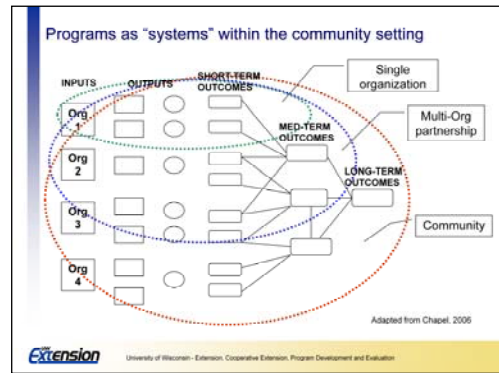 Programs as “systems” within the community setting
INPUTS
OUTPUTS
SHORT-TERM
OUTCOMES
Single
organization
Org
1
Multi-Org
partnership
MED-TERM
OUTCOMES
Org
2
LONG-TERM
OUTCOMES
Org
3
Community
Org
4
Adapted from Chapel, 2006
Extension
University of Wisconsin - Extension, Cooperative Extension, Program Development and Evaluation